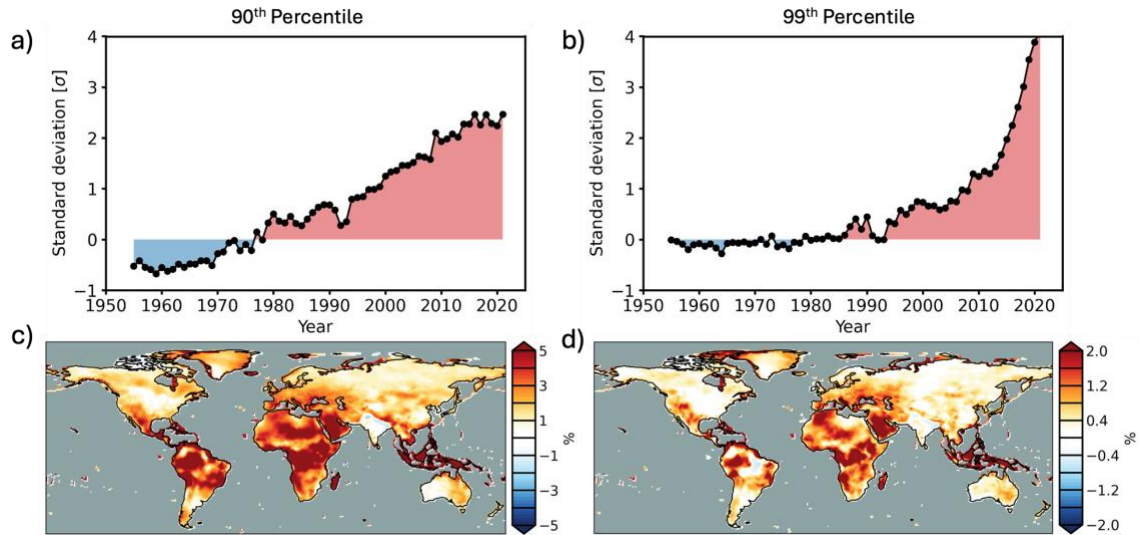 90th Percentile
a)
4
3
2
1
0
−1
Standard deviation [σ]
1950 1960 1970 1980 1990 2000 2010 2020
Year
99th Percentile
b)
4
3
2
1
0
−1
Standard deviation [σ]
1950 1960 1970 1980 1990 2000 2010 2020
Year
c)
5
3
1
−1
−3
−5
%
d)
2.0
1.2
0.4
−0.4
−1.2
−2.0
%